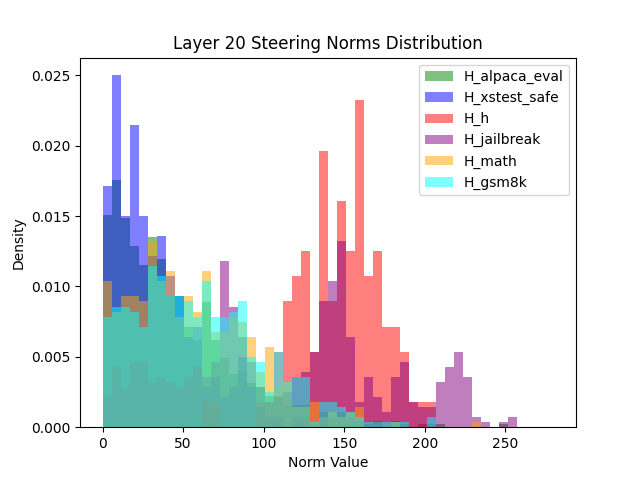 Layer 20 Steering Norms Distribution
0.025
0.020
0.015
0.010
0.005
0.000
Density
0
50
100
150
200
250
Norm Value
H_alpaca_eval
H_xstest_safe
H_h
H_jailbreak
H_math
H_gsm8k